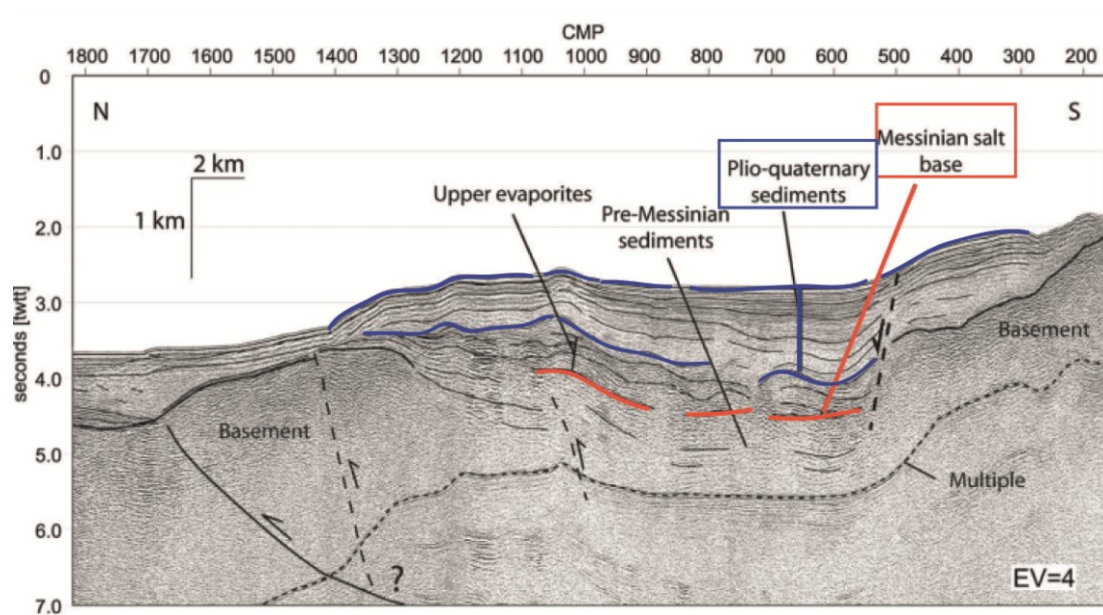 CMP
1800 1700 1600 1500 1400 1300 1200 1100 1000 900 800 700 600 500 400 300 200
0
N
S
1.0
Messinian salt
base
2 km
Plio-quaternary
sediments
Upper evaporites
1 km
Pre-Messinian
sediments
2.0
seconds [twtt]
3.0
Basement
4.0
Basement
5.0
Multiple
6.0
?
EV=4
7.0